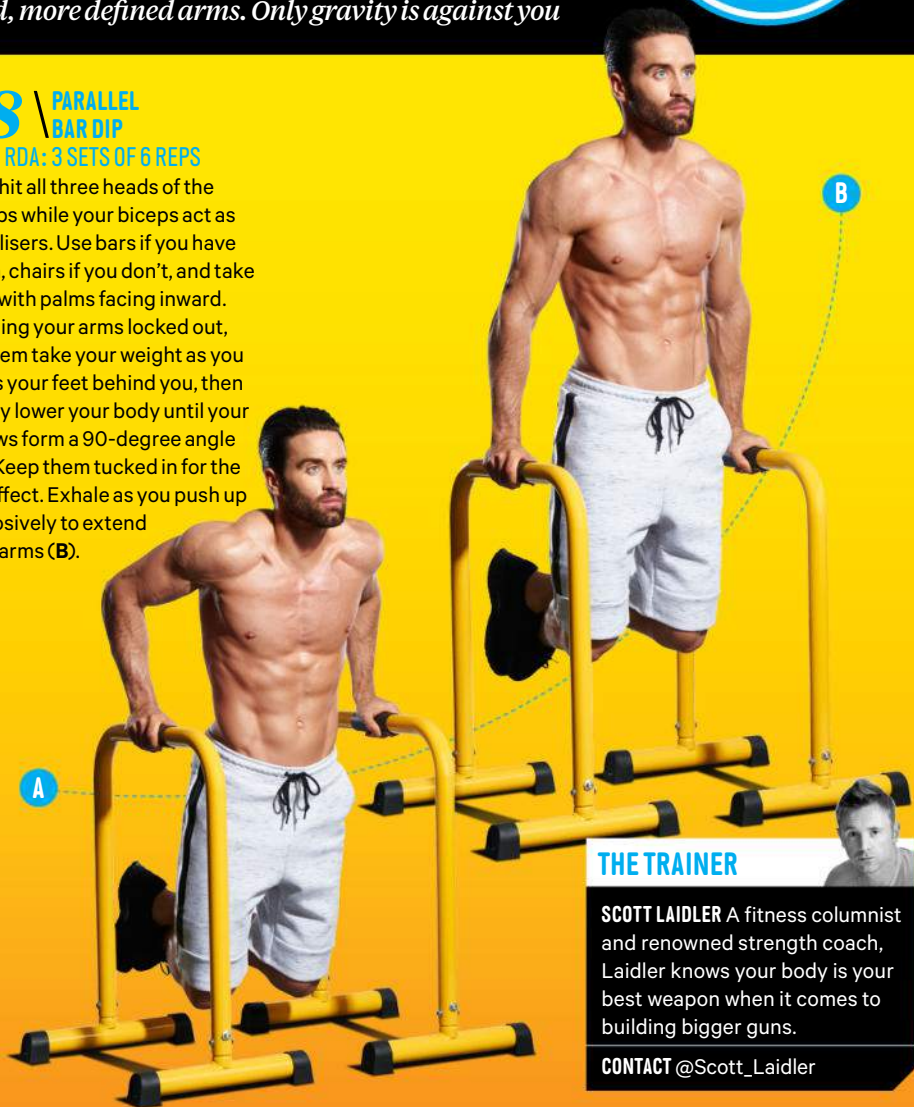 d, more defined arms. Only gravity is against you
8 \ PARALLEL
BAR DIP
RDA: 3 SETS OF 6 REPS
hit all three heads of the
ps while your biceps act as
lisers. Use bars if you have
, chairs if you don't, and take
with palms facing inward.
ing your arms locked out,
em take your weight as you
s your feet behind you, then
y lower your body until your
ws form a 90-degree angle
Keep them tucked in for the
ffect. Exhale as you push up
osively to extend
arms (B).
B
A
THE TRAINER
SCOTT LAIDLER A fitness columnist
and renowned strength coach,
Laidler knows your body is your
best weapon when it comes to
building bigger guns.
CONTACT @Scott_Laidler